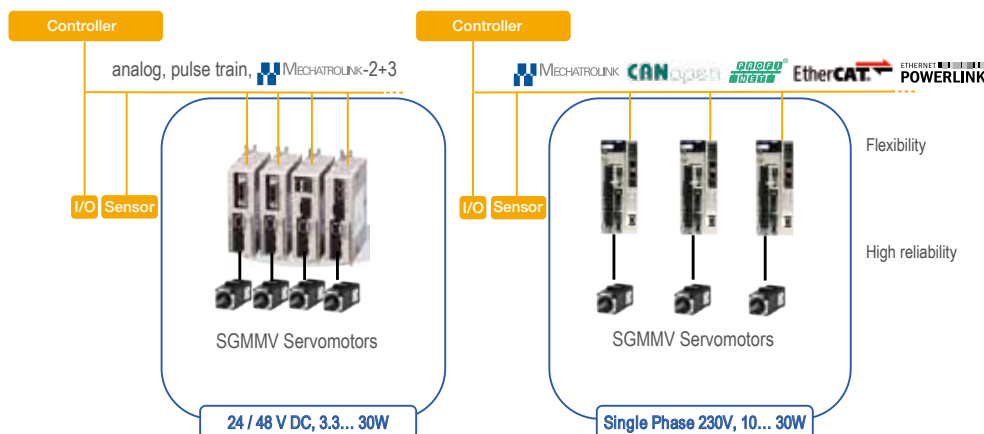 Controller
analog, pulse train, MECHATROLINK-2+3
I/O
Sensor
SGMMV Servomotors
24 / 48 V DC, 3.3... 30W
Controller
MECHATROLINK
CANopen
PROFI
NET
EtherCAT
ETHERNET
POWERLINK
I/O
Sensor
SGMMV Servomotors
Single Phase 230V, 10... 30W
Flexibility
High reliability